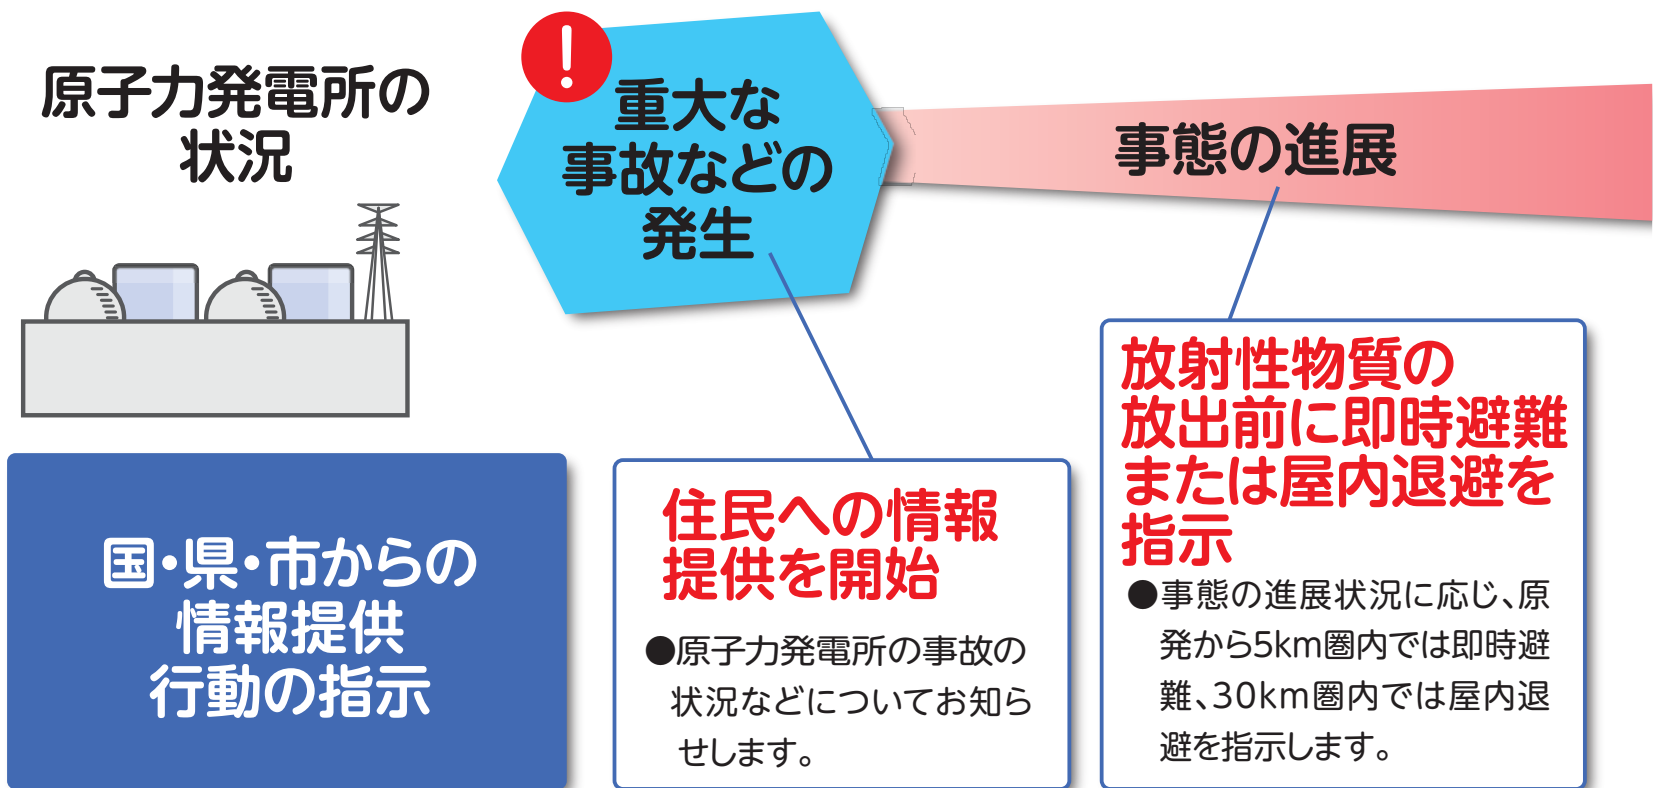 原子力発電所の
状況
!
重大な
事故などの
発生
事態の進展
国・県・市からの
情報提供
行動の指示
住民への情報
提供を開始
●原子力発電所の事故の
状況などについてお知ら
せします。
放射性物質の
放出前に即時避難
または屋内退避を
指示
●事態の進展状況に応じ、原
発から5km圏内では即時避
難、30km圏内では屋内退
避を指示します。